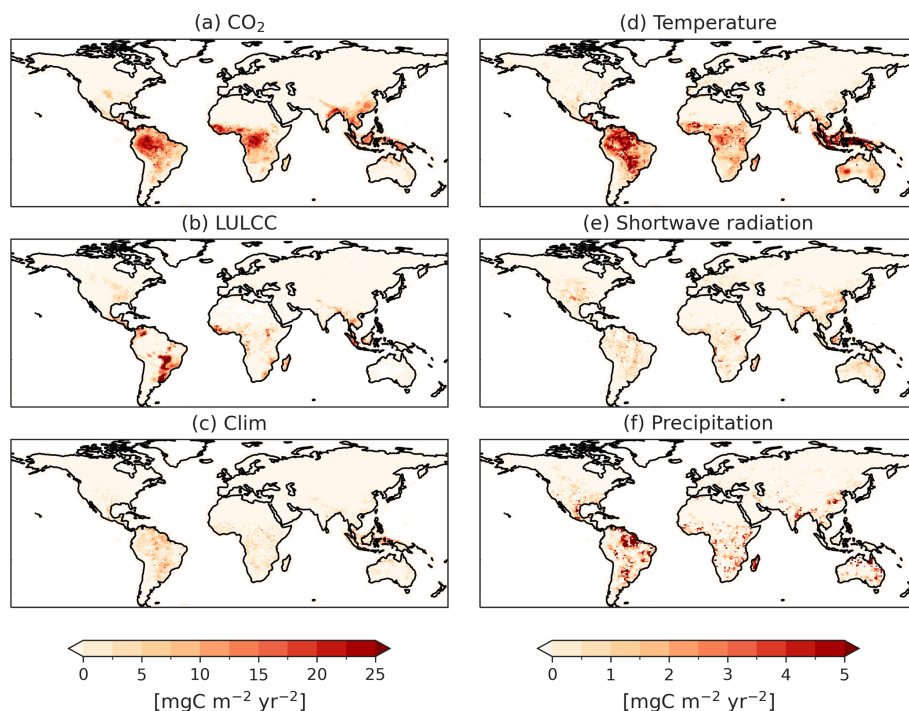 (a) CO₂
(d) Temperature
(b) LULCC
(e) Shortwave radiation
(c) Clim
(f) Precipitation
0 5 10 15 20 25
[mgC m⁻² yr⁻²]
0 1 2 3 4 5
[mgC m⁻² yr⁻²]